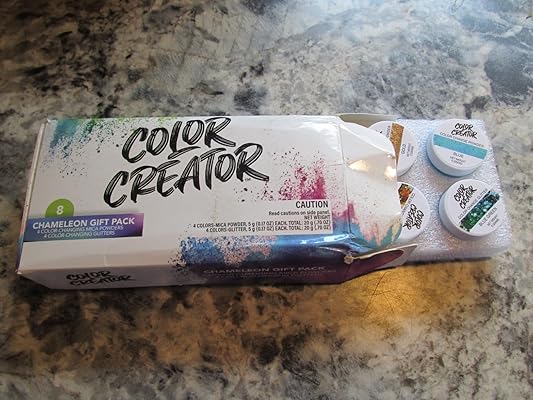 COLOR
CREATOR
8
CHAMELEON GIFT PACK
4 COLOR-CHANGING MICA POWDERS
4 COLOR-CHANGING GLITTERS
CAUTION
Read cautions on side panel.
NET WEIGHT
4 COLORS-MICA POWDER, 5 g (0.17 OZ) EACH, TOTAL: 20 g (.70 OZ)
4 COLORS-GLITTER, 5 g (0.17 OZ) EACH, TOTAL: 20 g (.70 OZ)
COLOR
CREATOR
CHAMELEON GIFT PACK
COLOR
CREATOR
BLUE
COLOR
CREATOR
COLOR